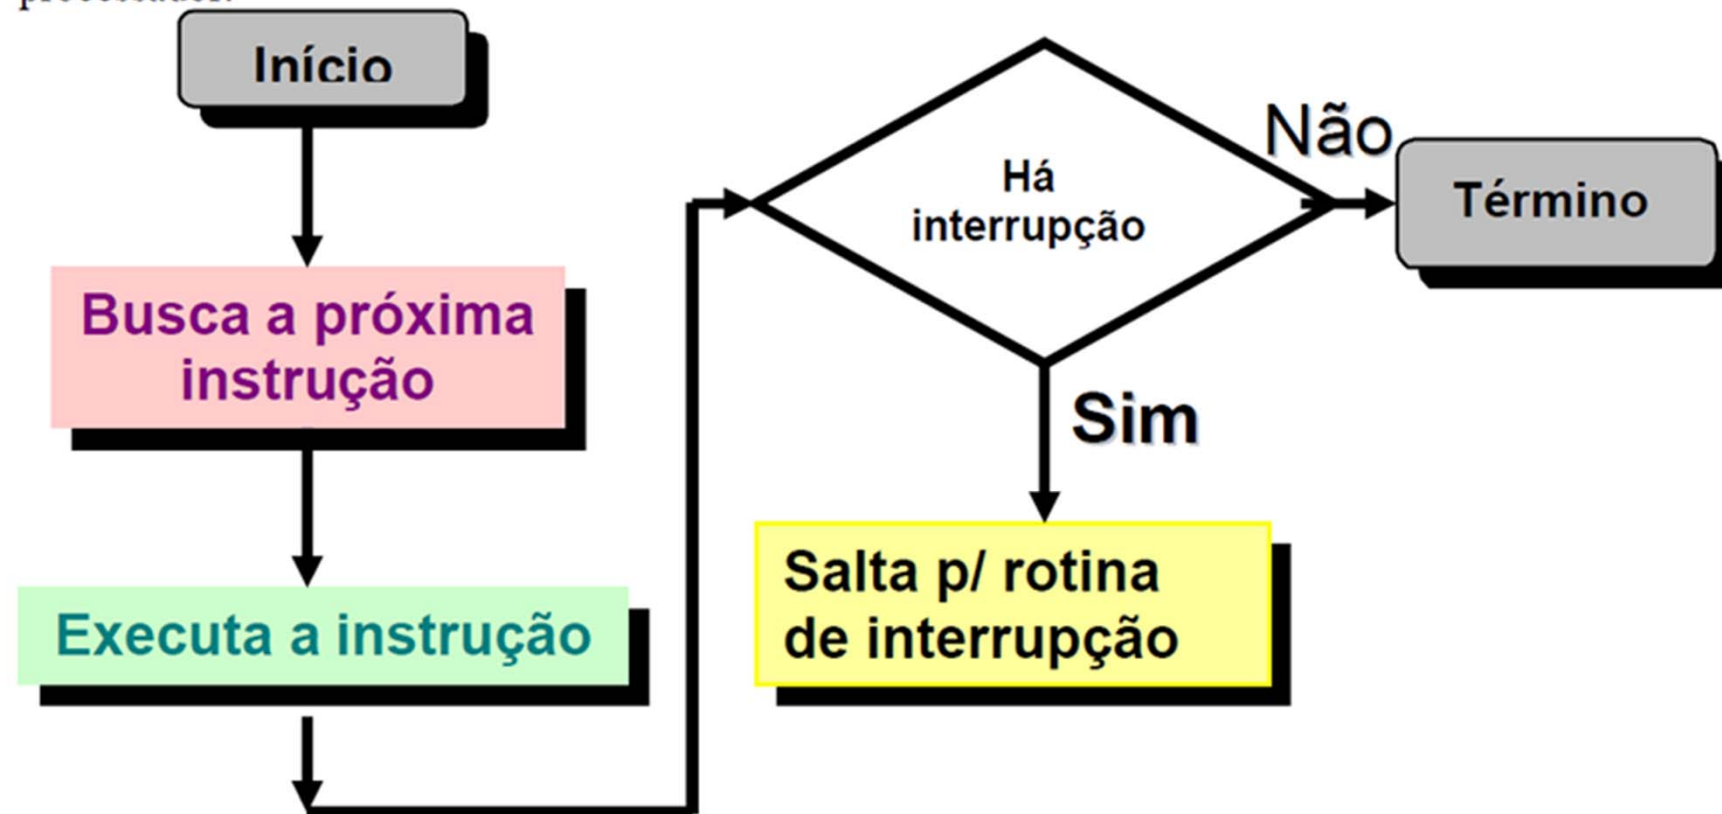 Início
Busca a próxima
instrução
Executa a instrução
Há
interrupção
Não
Término
Sim
Salta p/ rotina
de interrupção